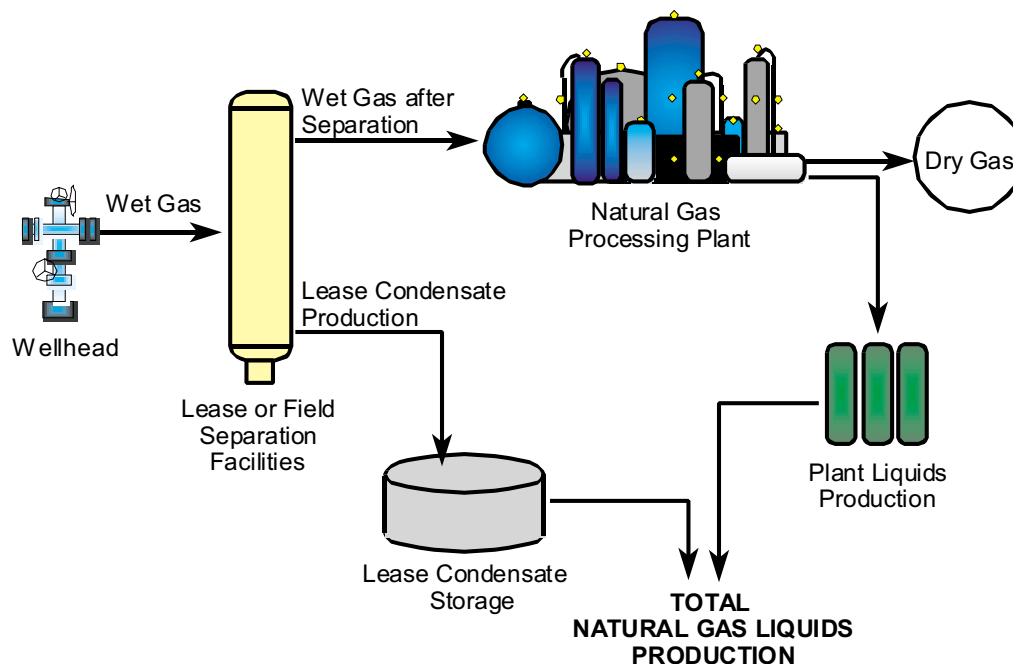 Wet Gas after
Separation
Dry Gas
Wet Gas
Natural Gas
Processing Plant
Lease Condensate
Production
Wellhead
Lease or Field
Separation
Facilities
Plant Liquids
Production
Lease Condensate
Storage
TOTAL
NATURAL GAS LIQUIDS
PRODUCTION